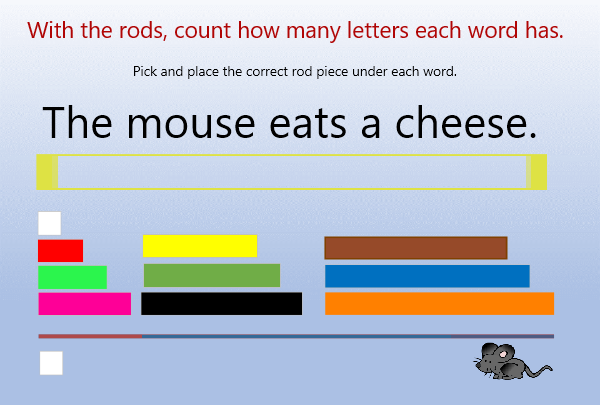 With the rods, count how many letters each word has.
Pick and place the correct rod piece under each word.
The mouse eats a cheese.